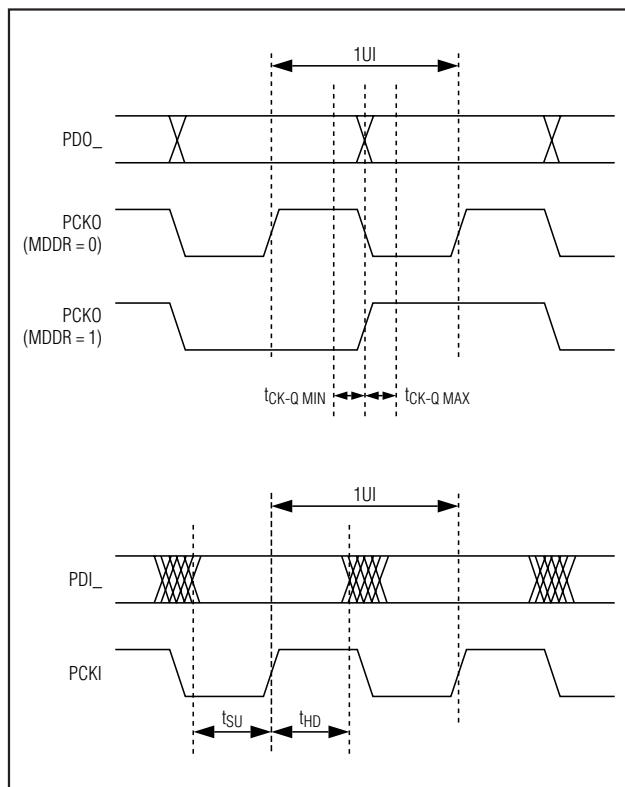 1UI
PDO_
PCKO
(MDDR = 0)
PCKO
(MDDR = 1)
tCK-Q MIN
tCK-Q MAX
1UI
PDI_
PCKI
tSU
tHD